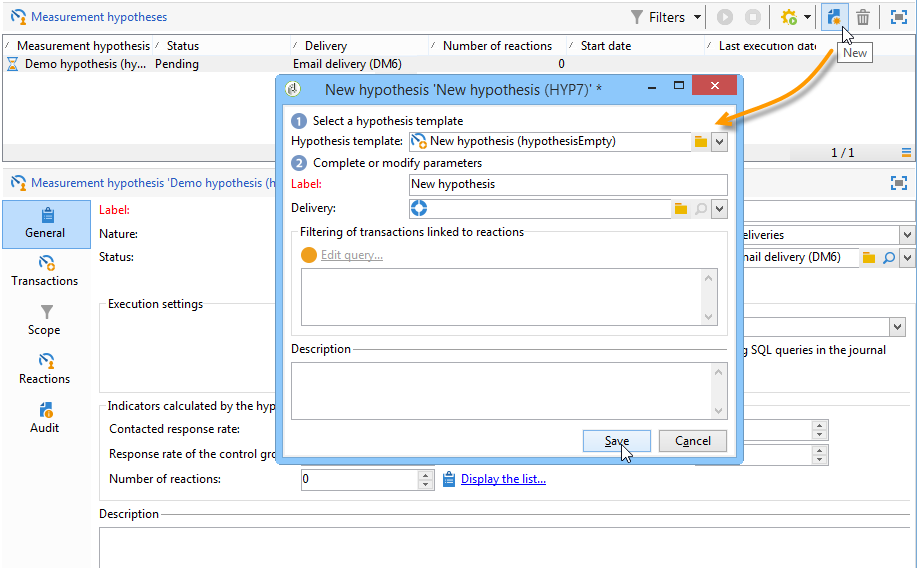 Measurement hypotheses
Filters
New
Measurement hypothesis Status Delivery Number of reactions Start date Last execution date
Demo hypothesis (hy... Pending Email delivery (DM6) 0
1 / 1
New hypothesis 'New hypothesis (HYP7)' *
1 Select a hypothesis template
Hypothesis template: New hypothesis (hypothesisEmpty)
2 Complete or modify parameters
Label: New hypothesis
Delivery:
Filtering of transactions linked to reactions
Edit query...
Description
Save Cancel
Measurement hypothesis 'Demo hypothesis (h
General
Transactions
Scope
Reactions
Audit
Label:
Nature: eliveries
Status: nail delivery (DM6)
Execution settings
g SQL queries in the journal
Indicators calculated by the hyp
Contacted response rate:
Response rate of the control gro
Number of reactions: 0 Display the list...
Description